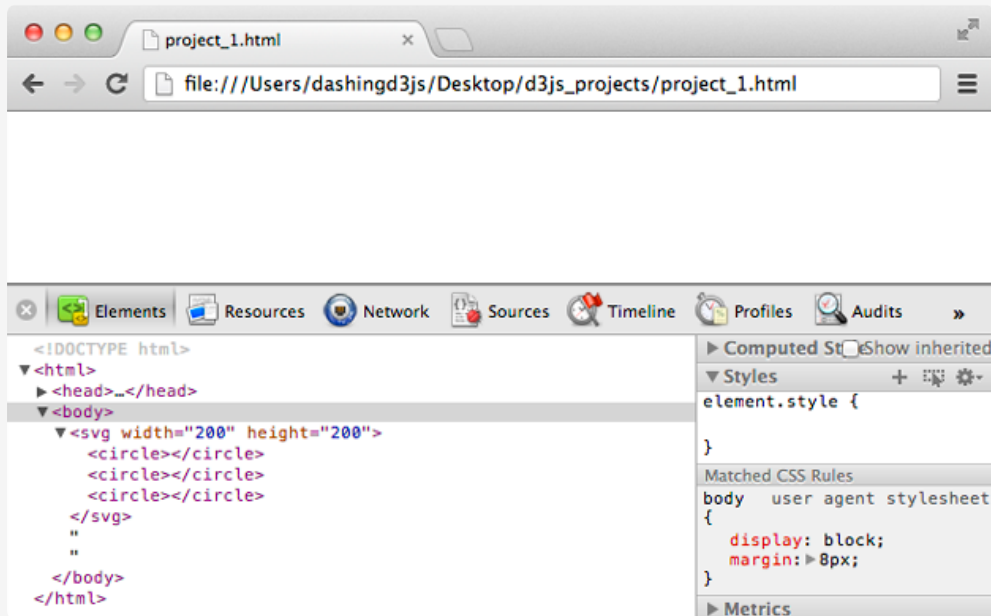 project_1.html
file:///Users/dashingd3js/Desktop/d3js_projects/project_1.html
Elements Resources Network Sources Timeline Profiles Audits »
<!DOCTYPE html>
▼<html>
▶<head>…</head>
▼<body>
▼<svg width="200" height="200">
<circle></circle>
<circle></circle>
<circle></circle>
</svg>
"
"
</body>
</html>
▶ Computed St Show inherited
▼ Styles
element.style {
}
Matched CSS Rules
body user agent stylesheet
{
display: block;
margin:▶8px;
}
▶ Metrics